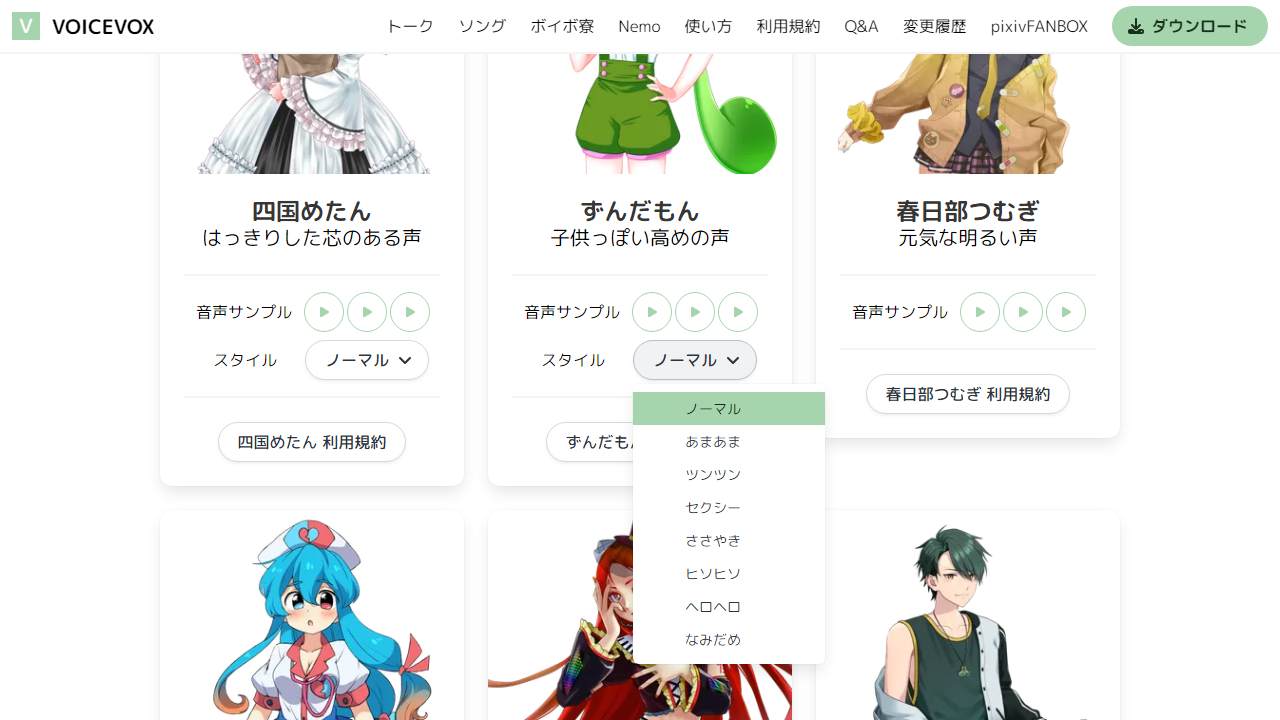 V VOICEVOX トーク ソング ボイボ寮 Nemo 使い方 利用規約 Q&A 変更履歴 pixivFANBOX ダウンロード
四国めたん
はっきりした芯のある声
音声サンプル
スタイル ノーマル
四国めたん 利用規約
ずんだもん
子供っぽい高めの声
音声サンプル
スタイル ノーマル
ずんだも
ノーマル
あまあま
ツンツン
セクシー
ささやき
ヒソヒソ
ヘロヘロ
なみだめ
春日部つむぎ
元気な明るい声
音声サンプル
春日部つむぎ 利用規約